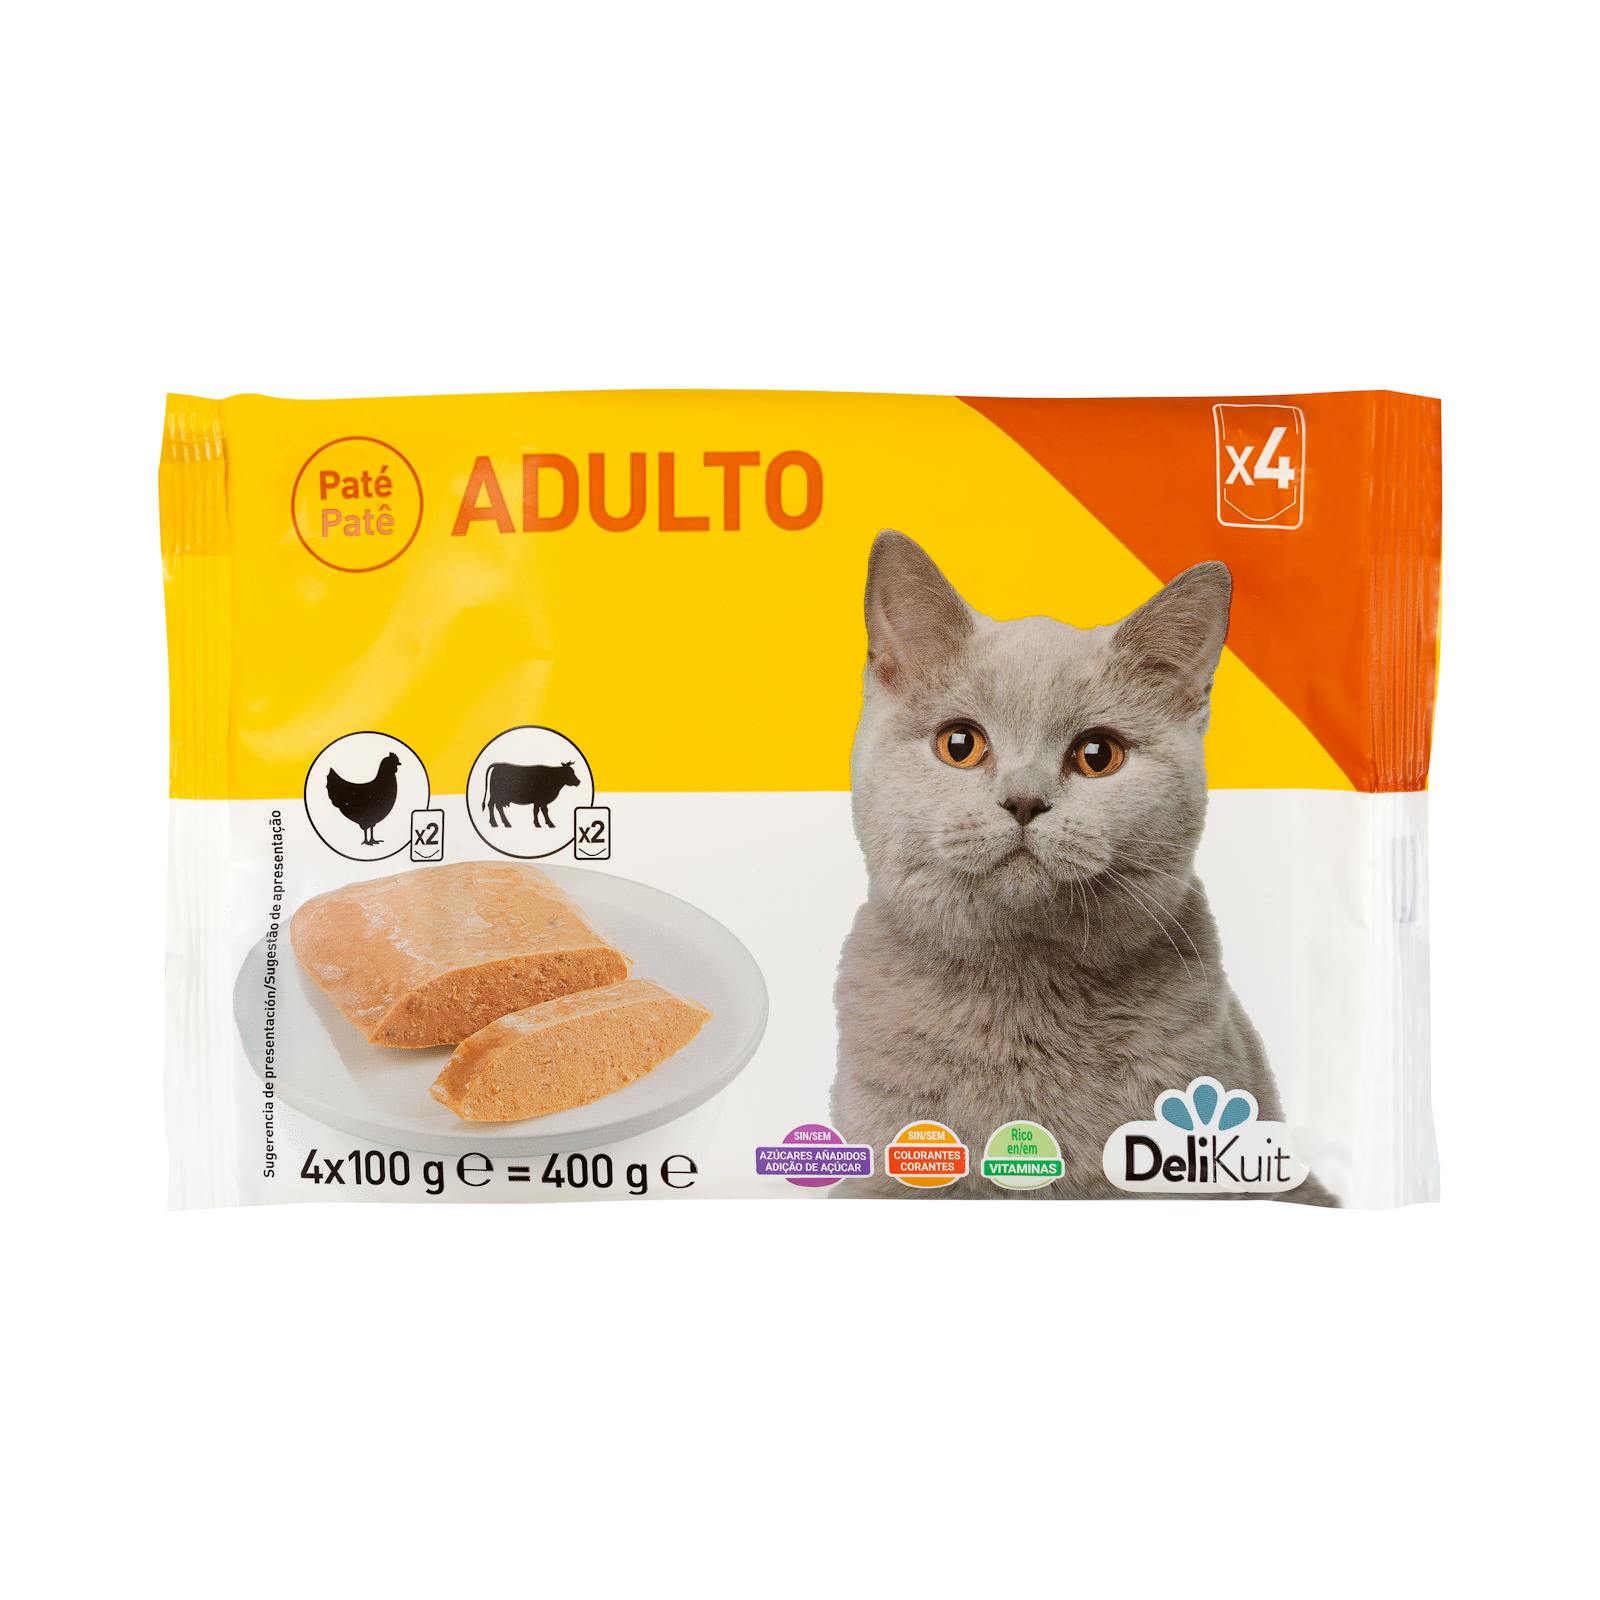 Paté
Patê
ADULTO
x4
x2
x2
Sugerencia de presentación/Sugestão de apresentação
4x100 g ℮ = 400 g ℮
SIN/SEM
AZÚCARES AÑADIDOS
ADIÇÃO DE AÇÚCAR
SIN/SEM
COLORANTES
CORANTES
Rico
en/em
VITAMINAS
DeliKuit